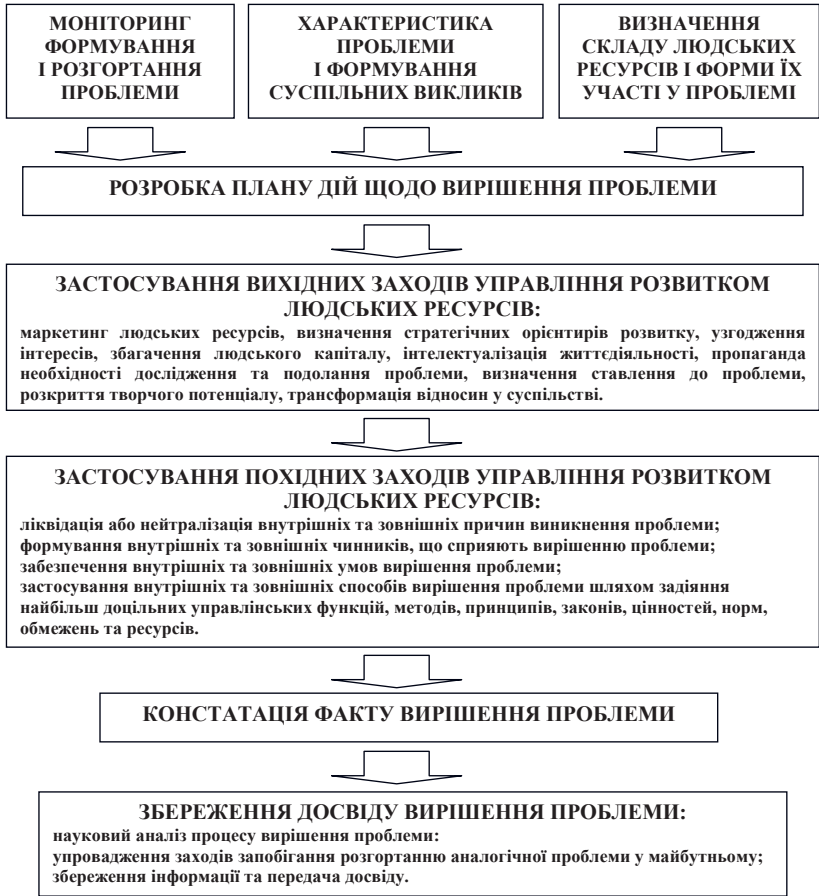 МОНІТОРИНГ
ФОРМУВАННЯ
І РОЗГОРТАННЯ
ПРОБЛЕМИ
ХАРАКТЕРИСТИКА
ПРОБЛЕМИ
І ФОРМУВАННЯ
СУСПІЛЬНИХ ВИКЛИКІВ
ВИЗНАЧЕННЯ
СКЛАДУ ЛЮДСЬКИХ
РЕСУРСІВ І ФОРМИ ЇХ
УЧАСТІ У ПРОБЛЕМІ
РОЗРОБКА ПЛАНУ ДІЙ ЩОДО ВИРІШЕННЯ ПРОБЛЕМИ
ЗАСТОСУВАННЯ ВИХІДНИХ ЗАХОДІВ УПРАВЛІННЯ РОЗВИТКОМ
ЛЮДСЬКИХ РЕСУРСІВ:
маркетинг людських ресурсів, визначення стратегічних орієнтирів розвитку, узгодження
інтересів, збагачення людського капіталу, інтелектуалізація життєдіяльності, пропаганда
необхідності дослідження та подолання проблеми, визначення ставлення до проблеми,
розкриття творчого потенціалу, трансформація відносин у суспільстві.
ЗАСТОСУВАННЯ ПОХІДНИХ ЗАХОДІВ УПРАВЛІННЯ РОЗВИТКОМ
ЛЮДСЬКИХ РЕСУРСІВ:
ліквідація або нейтралізація внутрішніх та зовнішніх причин виникнення проблеми;
формування внутрішніх та зовнішніх чинників, що сприяють вирішенню проблеми;
забезпечення внутрішніх та зовнішніх умов вирішення проблеми;
застосування внутрішніх та зовнішніх способів вирішення проблеми шляхом задіяння
найбільш доцільних управлінських функцій, методів, принципів, законів, цінностей, норм,
обмежень та ресурсів.
КОНСТАТАЦІЯ ФАКТУ ВИРІШЕННЯ ПРОБЛЕМИ
ЗБЕРЕЖЕННЯ ДОСВІДУ ВИРІШЕННЯ ПРОБЛЕМИ:
науковий аналіз процесу вирішення проблеми:
упровадження заходів запобігання розгортанню аналогічної проблеми у майбутньому;
збереження інформації та передача досвіду.